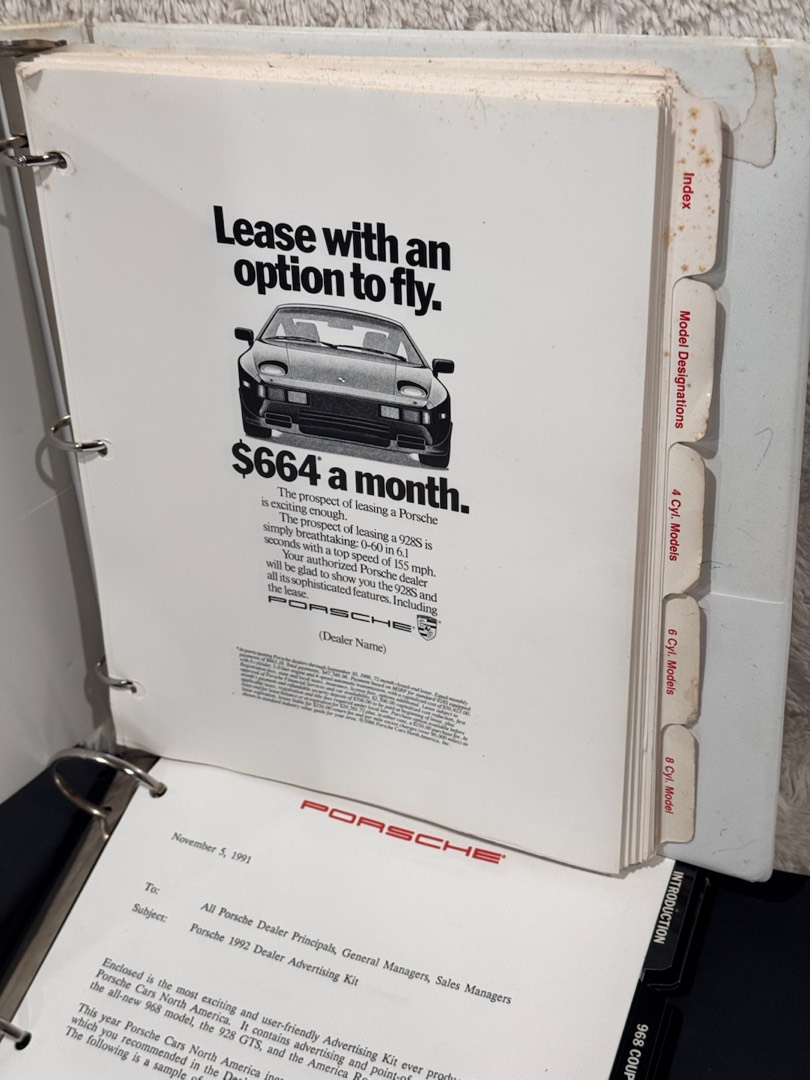 Lease with an
option to fly.
$664* a month.
The prospect of leasing a Porsche
is exciting enough.
The prospect of leasing a 928S is
simply breathtaking: 0-60 in 6.1
seconds with a top speed of 155 mph.
Your authorized Porsche dealer
will be glad to show you the 928S and
all its sophisticated features. Including
the lease.
PORSCHE®
(Dealer Name)
Index
Model Designations
4 Cyl. Models
6 Cyl. Models
8 Cyl. Model
PORSCHE®
November 5, 1991
To: All Porsche Dealer Principals, General Managers, Sales Managers
Subject: Porsche 1992 Dealer Advertising Kit
Enclosed is the most exciting and user-friendly Advertising Kit ever
Porsche Cars North America. It contains advertising and
the all-new 968 model, the 928 GTS, and the America
This year Porsche Cars North America
which you recommended in the
The following is a sample of
INTRODUCTION
968